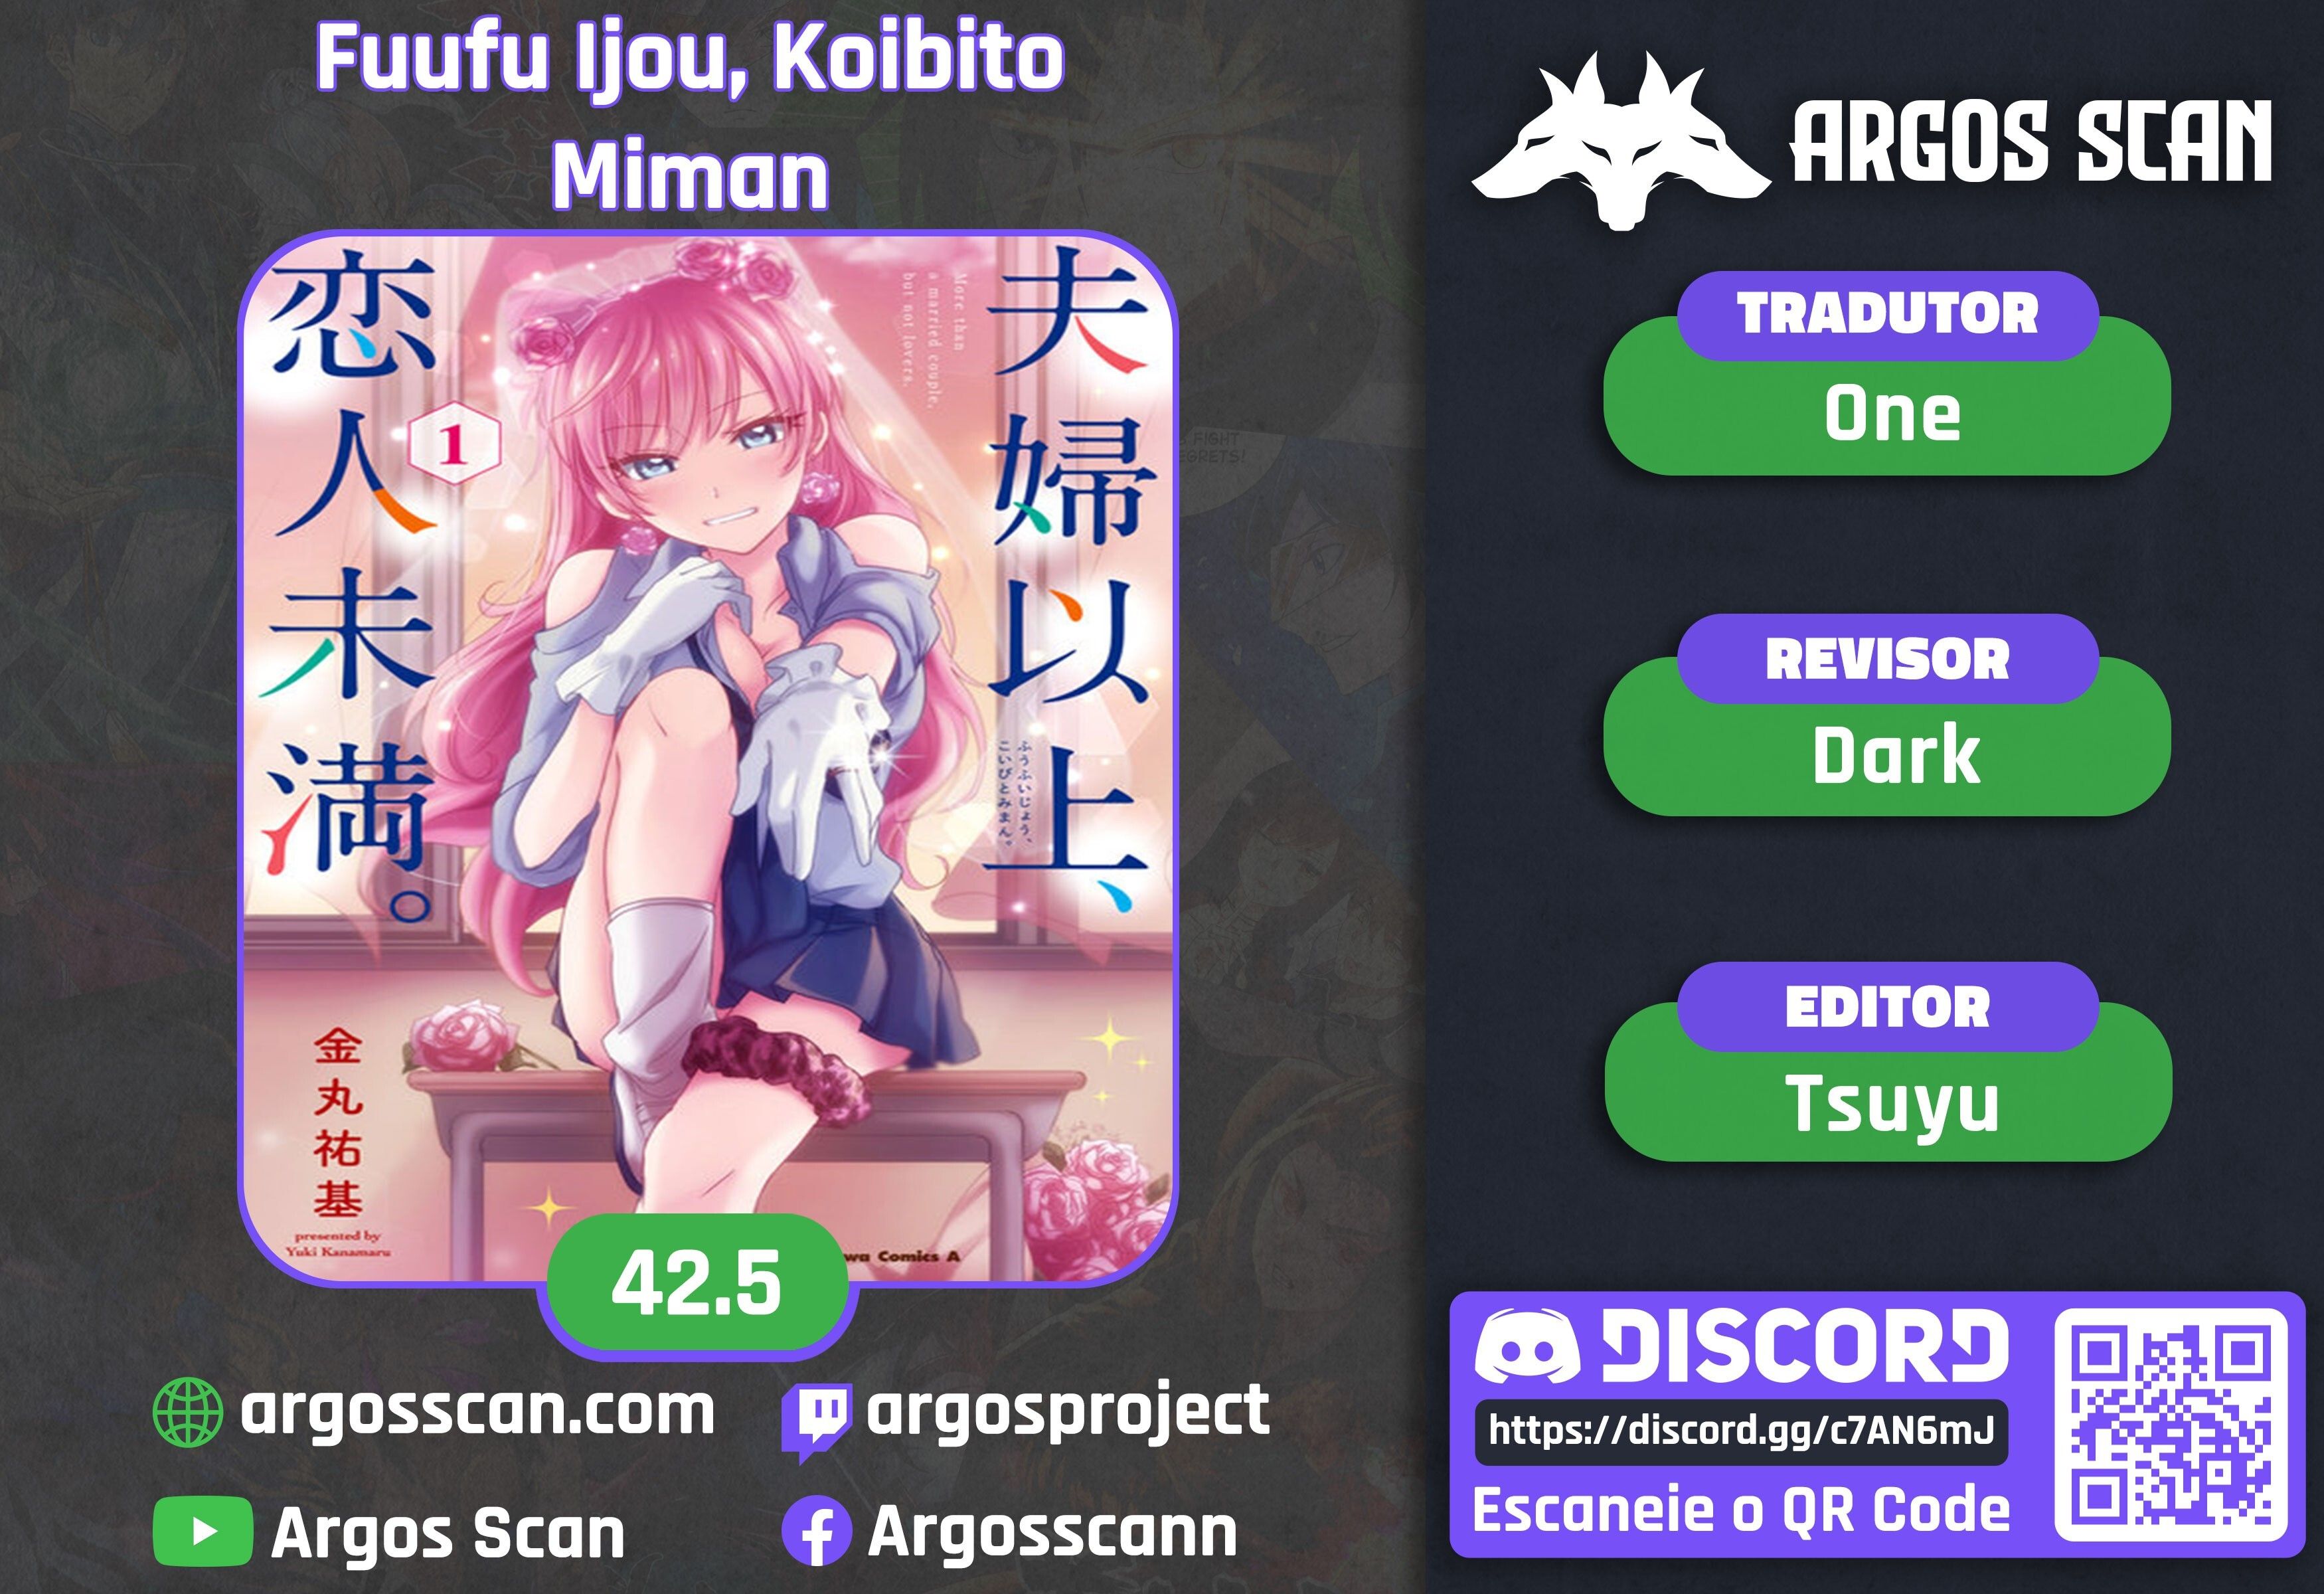 Fuufu Ijou, Koibito
Miman
夫婦以上、
恋人未満。
ふうふいじょう、
こいびとみまん。
More than
a married couple,
but not lovers.
1
金丸祐基
presented by
Yuki Kanamaru
wa Comics A
42.5
argosscan.com
argosproject
Argos Scan
Argosscann
ARGOS SCAN
TRADUTOR
One
REVISOR
Dark
EDITOR
Tsuyu
DISCORD
https://discord.gg/c7AN6mJ
Escaneie o QR Code